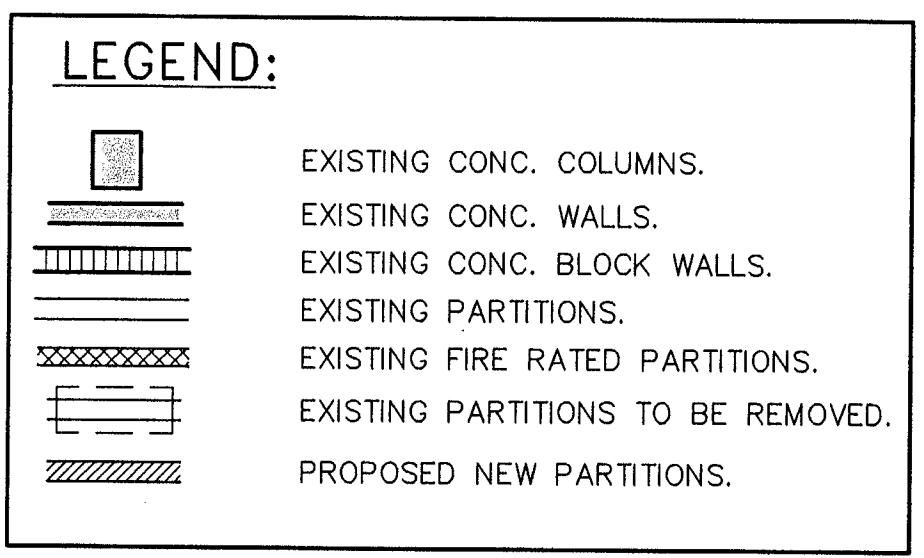 LEGEND:
EXISTING CONC. COLUMNS.
EXISTING CONC. WALLS.
EXISTING CONC. BLOCK WALLS.
EXISTING PARTITIONS.
EXISTING FIRE RATED PARTITIONS.
EXISTING PARTITIONS TO BE REMOVED.
PROPOSED NEW PARTITIONS.